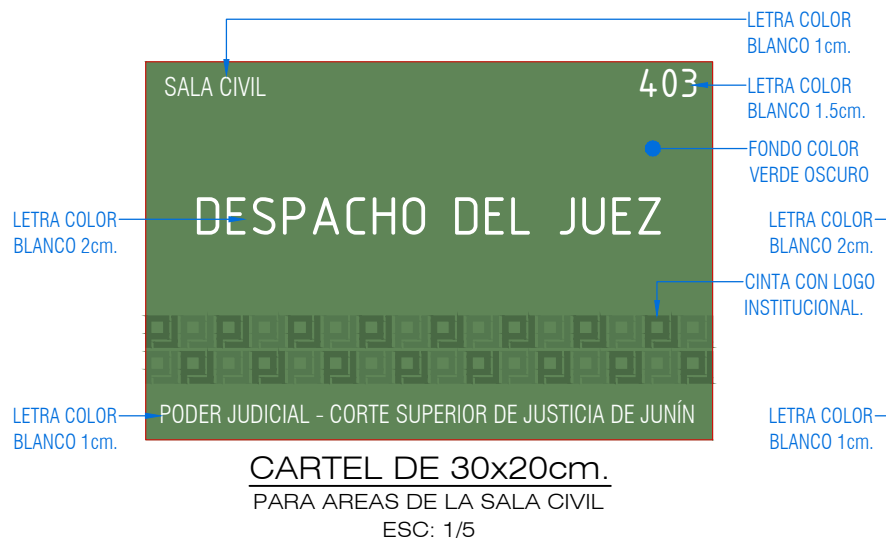 LETRA COLOR
BLANCO 1cm.
SALA CIVIL
403
LETRA COLOR
BLANCO 1.5cm.
FONDO COLOR
VERDE OSCURO
DESPACHO DEL JUEZ
LETRA COLOR
BLANCO 2cm.
LETRA COLOR
BLANCO 2cm.
CINTA CON LOGO
INSTITUCIONAL.
PODER JUDICIAL - CORTE SUPERIOR DE JUSTICIA DE JUNÍN
LETRA COLOR
BLANCO 1cm.
LETRA COLOR
BLANCO 1cm.
CARTEL DE 30x20cm.
PARA AREAS DE LA SALA CIVIL
ESC: 1/5